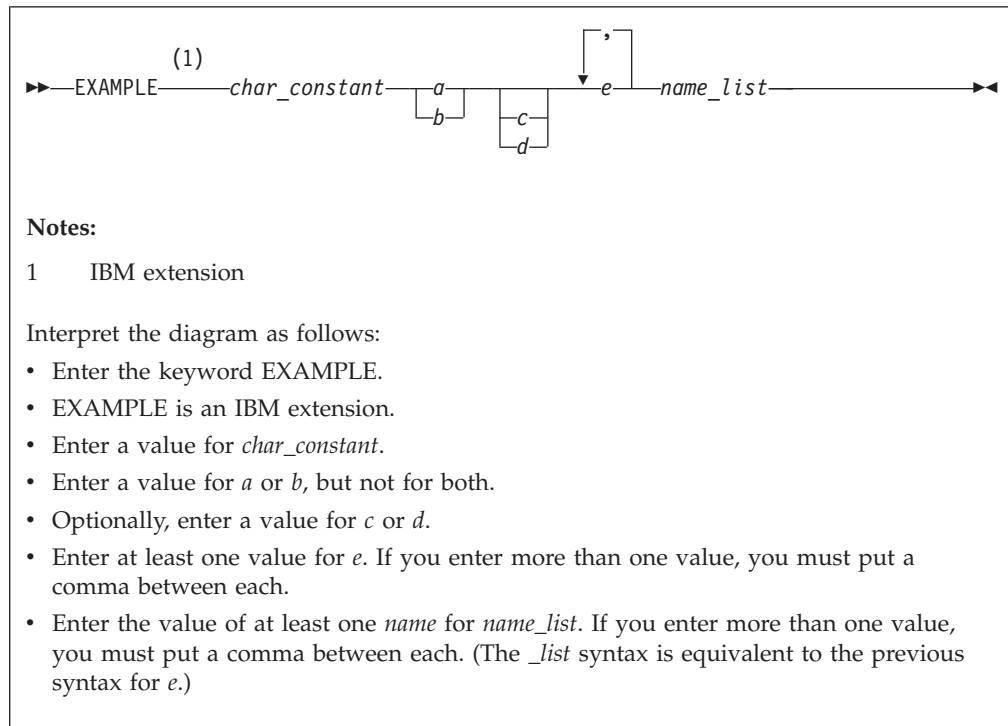 ,
(1)
EXAMPLE char_constant a e name_list
b c
d
Notes:
1 IBM extension
Interpret the diagram as follows:
• Enter the keyword EXAMPLE.
• EXAMPLE is an IBM extension.
• Enter a value for char_constant.
• Enter a value for a or b, but not for both.
• Optionally, enter a value for c or d.
• Enter at least one value for e. If you enter more than one value, you must put a
comma between each.
• Enter the value of at least one name for name_list. If you enter more than one value,
you must put a comma between each. (The _list syntax is equivalent to the previous
syntax for e.)